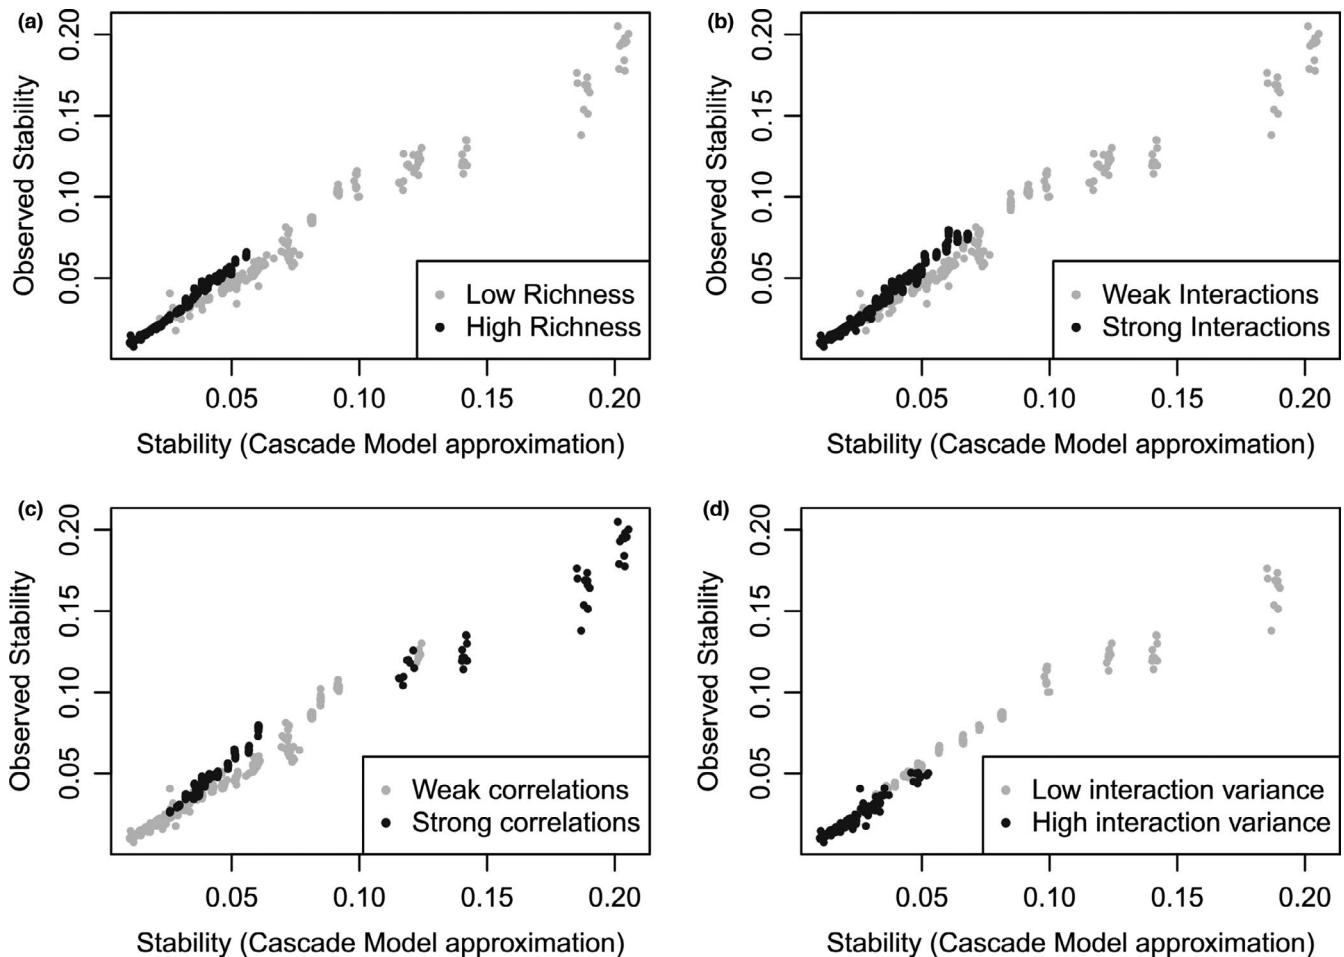 (a)
0.20
0.15
0.10
0.05
Observed Stability
Low Richness
High Richness
0.05 0.10 0.15 0.20
Stability (Cascade Model approximation)
(b)
0.20
0.15
0.10
0.05
Observed Stability
Weak Interactions
Strong Interactions
0.05 0.10 0.15 0.20
Stability (Cascade Model approximation)
(c)
0.20
0.15
0.10
0.05
Observed Stability
Weak correlations
Strong correlations
0.05 0.10 0.15 0.20
Stability (Cascade Model approximation)
(d)
0.20
0.15
0.10
0.05
Observed Stability
Low interaction variance
High interaction variance
0.05 0.10 0.15 0.20
Stability (Cascade Model approximation)